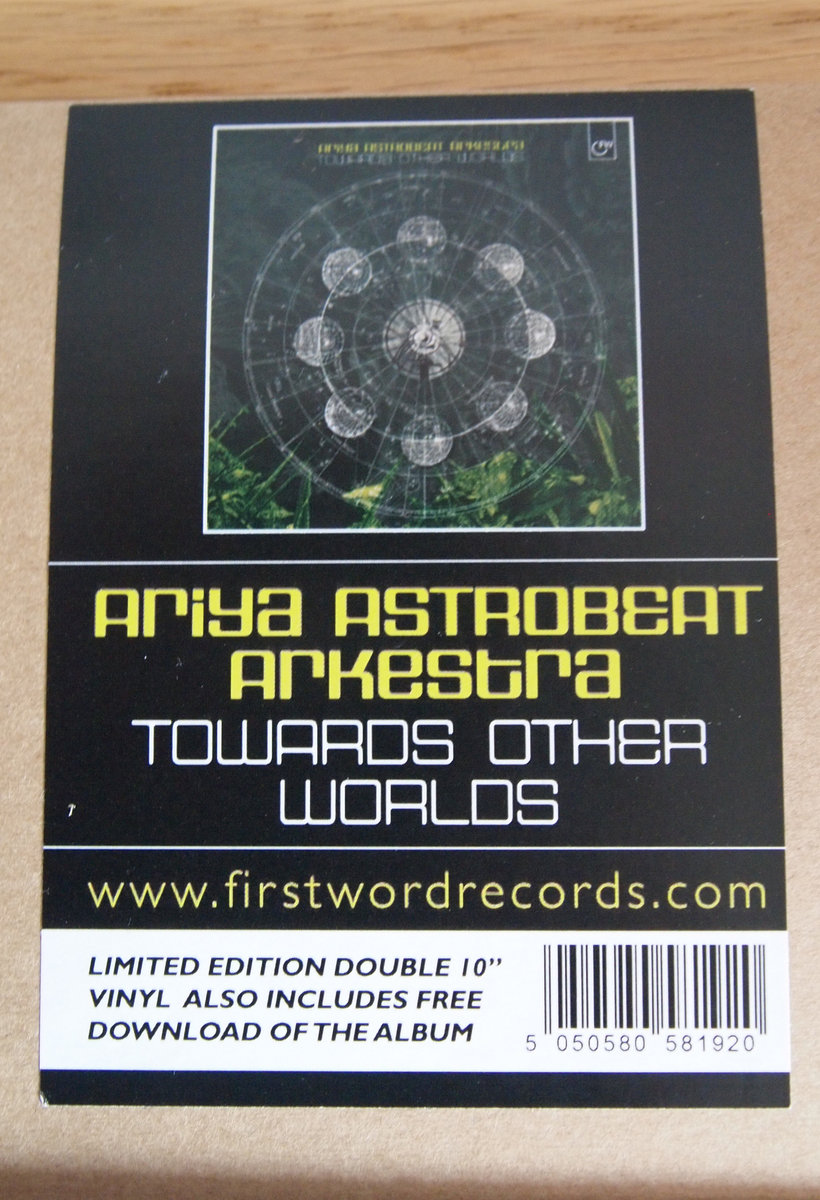 ARIYA ASTROBEAT ARKESTRA
TOWARDS OTHER WORLDS
FW
ARIYA ASTROBEAT
ARKESTRA
TOWARDS OTHER
WORLDS
www.firstwordrecords.com
LIMITED EDITION DOUBLE 10”
VINYL ALSO INCLUDES FREE
DOWNLOAD OF THE ALBUM
5 050580 581920